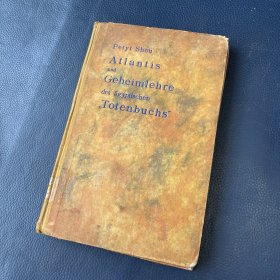 Peryt Shou
Atlantis
und
Geheimlehre
des ägyptischen
„Totenbuchs"